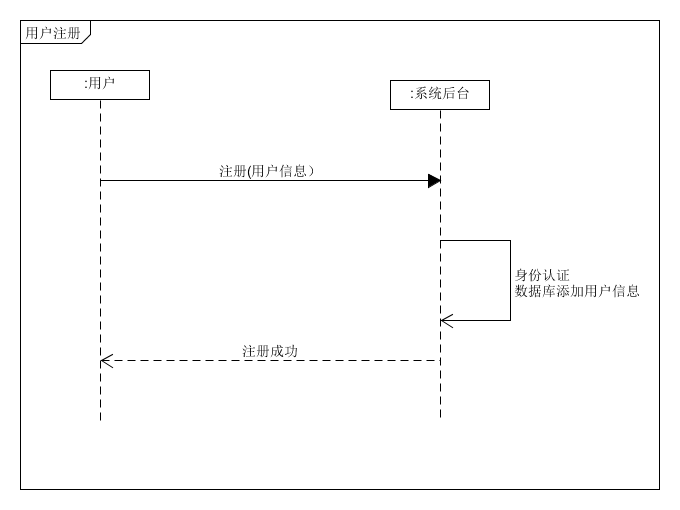 用户注册
:用户
:系统后台
注册(用户信息）
身份认证
数据库添加用户信息
注册成功